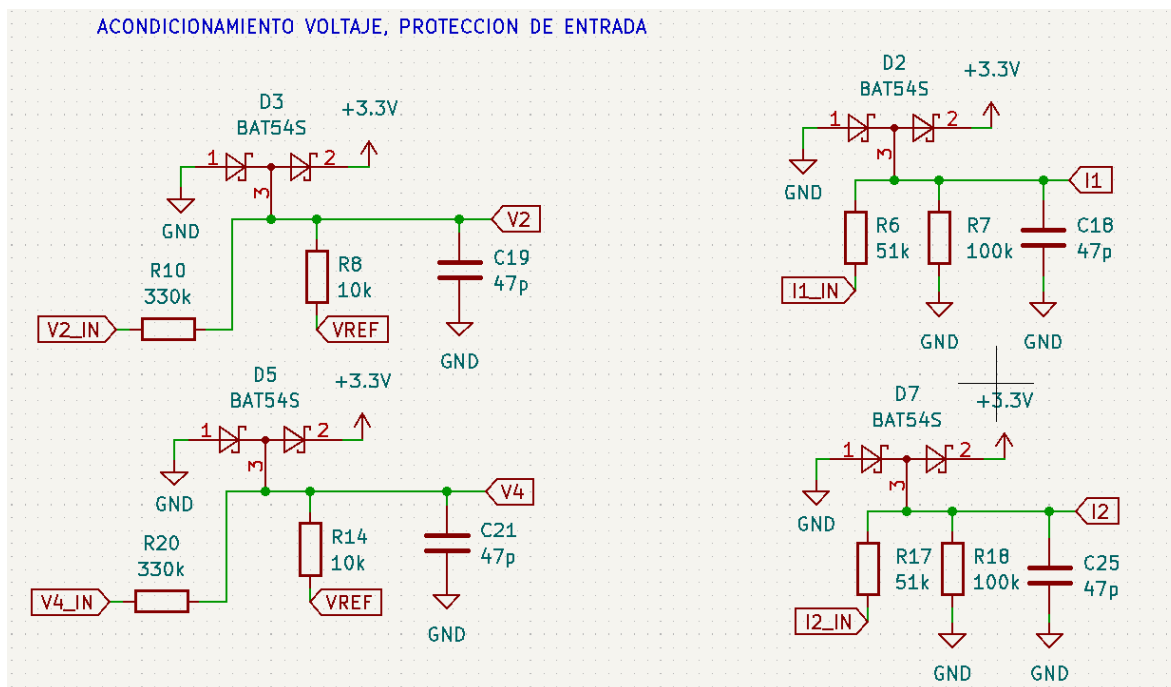 ACONDICIONAMIENTO VOLTAJE, PROTECCION DE ENTRADA
D3
BAT54S
+3.3V
1
2
3
GND
V2
R10
330k
R8
10k
C19
47p
V2_IN
VREF
GND
D5
BAT54S
+3.3V
1
2
3
GND
V4
R20
330k
R14
10k
C21
47p
V4_IN
VREF
GND
D2
BAT54S
+3.3V
1
2
3
GND
I1
R6
51k
R7
100k
C18
47p
I1_IN
GND
GND
D7
BAT54S
+3.3V
1
2
3
GND
I2
R17
51k
R18
100k
C25
47p
I2_IN
GND
GND